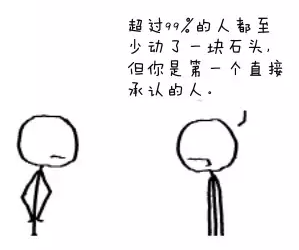 超过99%的人都至
少动了一块石头,
但你是第一个直接
承认的人。